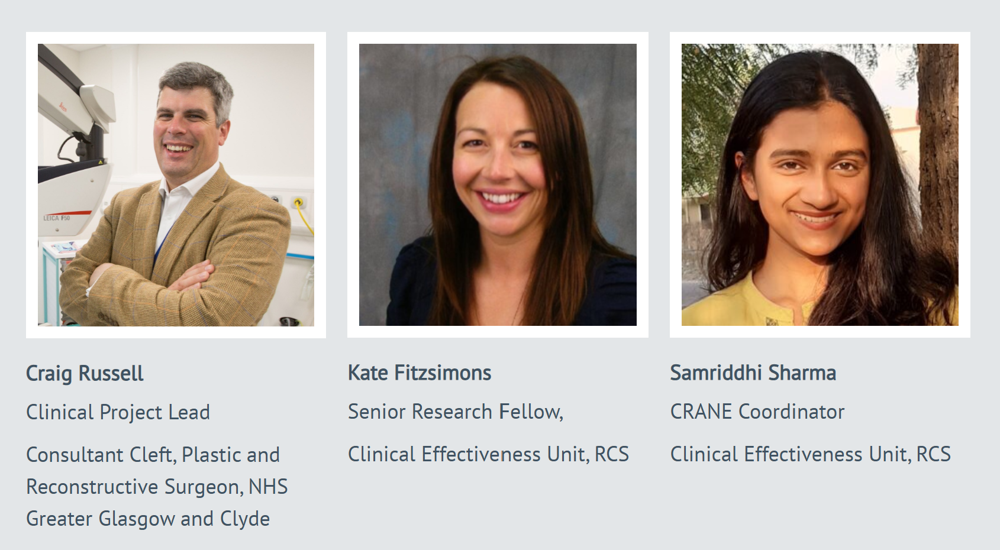 Leica
LEICA F50
Craig Russell
Clinical Project Lead
Consultant Cleft, Plastic and
Reconstructive Surgeon, NHS
Greater Glasgow and Clyde
Kate Fitzsimons
Senior Research Fellow,
Clinical Effectiveness Unit, RCS
Samriddhi Sharma
CRANE Coordinator
Clinical Effectiveness Unit, RCS